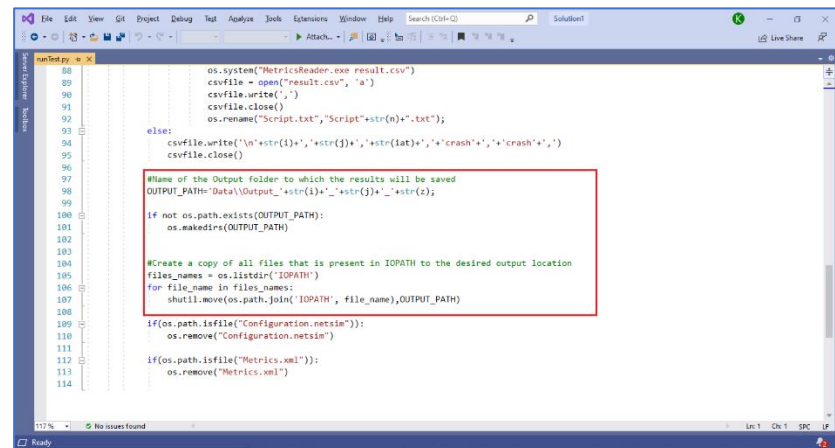 File Edit View Git Project Debug Test Analyze Tools Extensions Window Help Search (Ctrl+Q) Solution1 K
Attach... Live Share
runTest.py
Server Explorer
Toolbox
88 os.system("MetricsReader.exe result.csv")
89 csvfile = open("result.csv", 'a')
90 csvfile.write(',')
91 csvfile.close()
92 os.rename("Script.txt","Script"+str(n)+".txt");
93 else:
94 csvfile.write('\n'+str(i)+','+str(j)+','+str(iat)+','+'crash'+','+'crash'+',')
95 csvfile.close()
96
97 #Name of the Output folder to which the results will be saved
98 OUTPUT_PATH='Data\\Output_'+str(i)+'_'+str(j)+'_'+str(z);
99
100 if not os.path.exists(OUTPUT_PATH):
101 os.makedirs(OUTPUT_PATH)
102
103
104 #Create a copy of all files that is present in IOPATH to the desired output location
105 files_names = os.listdir('IOPATH')
106 for file_name in files_names:
107 shutil.move(os.path.join('IOPATH', file_name),OUTPUT_PATH)
108
109 if(os.path.isfile("Configuration.netsim")):
110 os.remove("Configuration.netsim")
111
112 if(os.path.isfile("Metrics.xml")):
113 os.remove("Metrics.xml")
114
117 % No issues found Ln: 1 Ch: 1 SPC LF
Ready